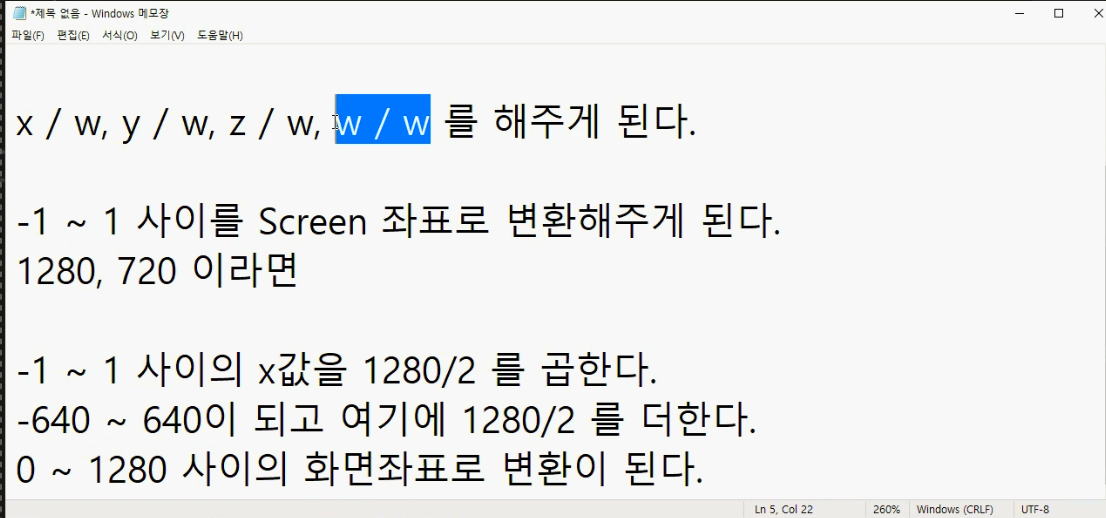 *제목 없음 - Windows 메모장
파일(F) 편집(E) 서식(O) 보기(V) 도움말(H)
x / w, y / w, z / w, w / w 를 해주게 된다.
-1 ~ 1 사이를 Screen 좌표로 변환해주게 된다.
1280, 720 이라면
-1 ~ 1 사이의 x값을 1280/2 를 곱한다.
-640 ~ 640이 되고 여기에 1280/2 를 더한다.
0 ~ 1280 사이의 화면좌표로 변환이 된다.
Ln 5, Col 22 260% Windows (CRLF) UTF-8